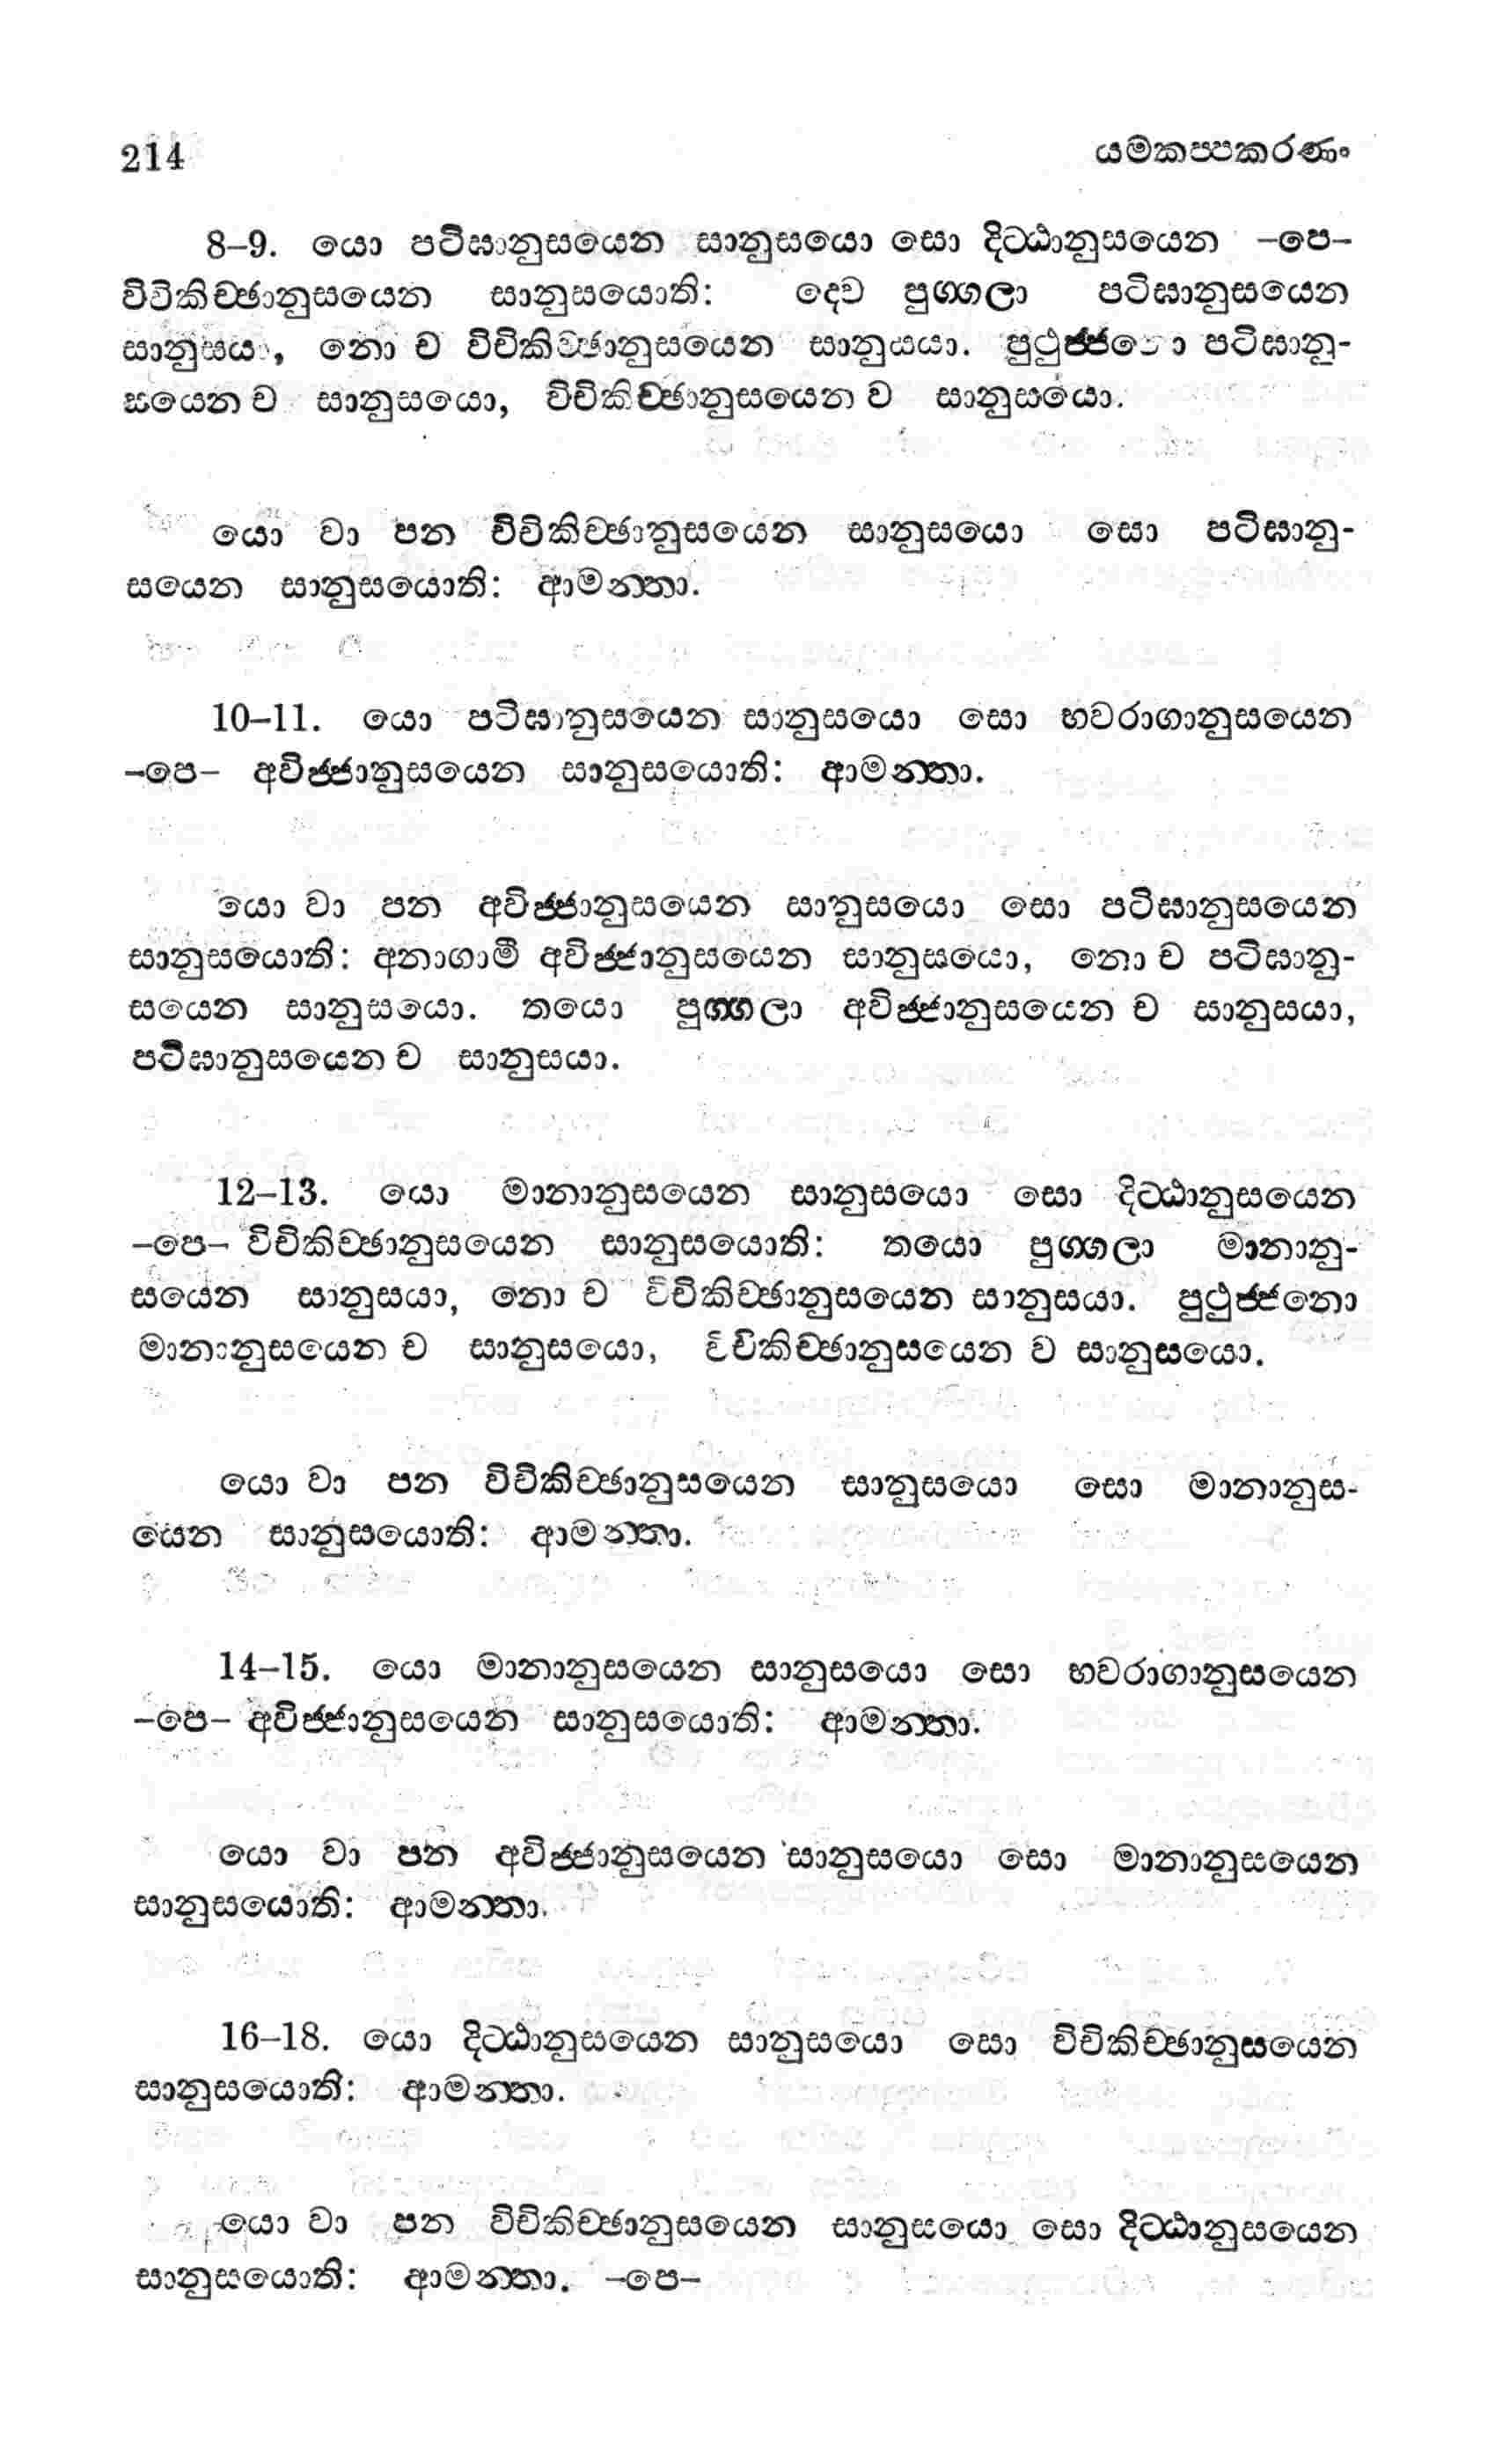 214 යමකප්පකරණං
8–9. යො පටිඝානුසයෙන සානුසයො සො දිට්ඨානුසයෙන –පෙ–
විචිකිච්ඡානුසයෙන සානුසයොති: දෙව පුග්ගලා පටිඝානුසයෙන
සානුසයා, නො ච විචිකිච්ඡානුසයෙන සානුසයා. පුථුජ්ජනො පටිඝානු-
සයෙන ච සානුසයො, විචිකිච්ඡානුසයෙන ච සානුසයො.
යො වා පන විචිකිච්ඡානුසයෙන සානුසයො සො පටිඝානු-
සයෙන සානුසයොති: ආමන්තා.
10–11. යො පටිඝානුසයෙන සානුසයො සො භවරාගානුසයෙන
–පෙ– අවිජ්ජානුසයෙන සානුසයොති: ආමන්තා.
යො වා පන අවිජ්ජානුසයෙන සානුසයො සො පටිඝානුසයෙන
සානුසයොති: අනාගාමී අවිජ්ජානුසයෙන සානුසයො, නො ච පටිඝානු-
සයෙන සානුසයො. තයො පුග්ගලා අවිජ්ජානුසයෙන ච සානුසයා,
පටිඝානුසයෙන ච සානුසයා.
12–13. යො මානානුසයෙන සානුසයො සො දිට්ඨානුසයෙන
–පෙ– විචිකිච්ඡානුසයෙන සානුසයොති: තයො පුග්ගලා මානානු-
සයෙන සානුසයා, නො ච විචිකිච්ඡානුසයෙන සානුසයා. පුථුජ්ජනො
මානානුසයෙන ච සානුසයො, විචිකිච්ඡානුසයෙන ච සානුසයො.
යො වා පන විචිකිච්ඡානුසයෙන සානුසයො සො මානානුස-
යෙන සානුසයොති: ආමන්තා.
14–15. යො මානානුසයෙන සානුසයො සො භවරාගානුසයෙන
–පෙ– අවිජ්ජානුසයෙන සානුසයොති: ආමන්තා.
යො වා පන අවිජ්ජානුසයෙන සානුසයො සො මානානුසයෙන
සානුසයොති: ආමන්තා.
16–18. යො දිට්ඨානුසයෙන සානුසයො සො විචිකිච්ඡානුසයෙන
සානුසයොති: ආමන්තා.
යො වා පන විචිකිච්ඡානුසයෙන සානුසයො සො දිට්ඨානුසයෙන
සානුසයොති: ආමන්තා. –පෙ–